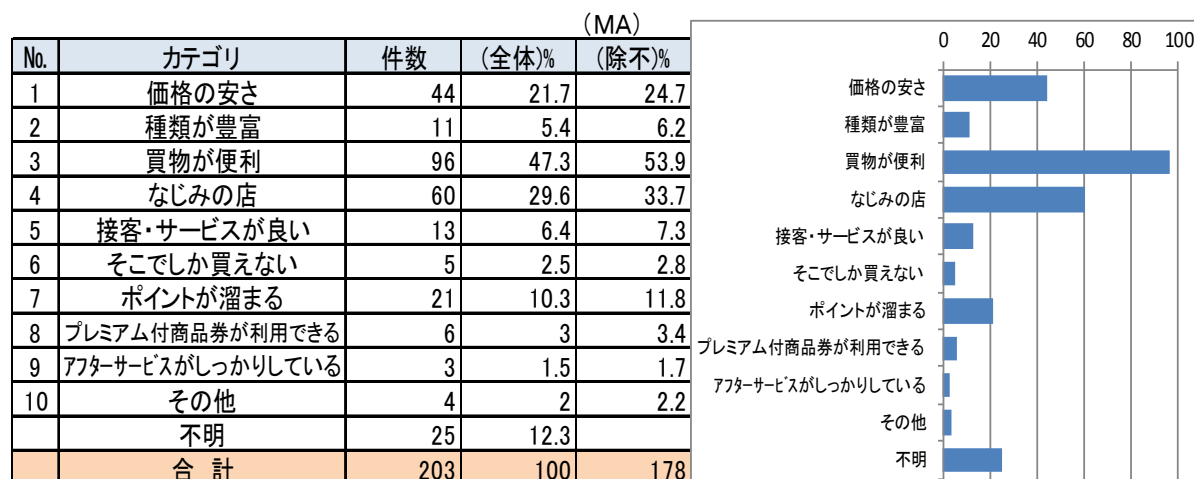 (MA)
№ カテゴリ 件数 (全体)% (除不)%
1 価格の安さ 44 21.7 24.7
2 種類が豊富 11 5.4 6.2
3 買物が便利 96 47.3 53.9
4 なじみの店 60 29.6 33.7
5 接客・サービスが良い 13 6.4 7.3
6 そこでしか買えない 5 2.5 2.8
7 ポイントが溜まる 21 10.3 11.8
8 プレミアム付商品券が利用できる 6 3 3.4
9 アフターサービスがしっかりしている 3 1.5 1.7
10 その他 4 2 2.2
不明 25 12.3
合 計 203 100 178
0 20 40 60 80 100
価格の安さ
種類が豊富
買物が便利
なじみの店
接客・サービスが良い
そこでしか買えない
ポイントが溜まる
プレミアム付商品券が利用できる
アフターサービスがしっかりしている
その他
不明